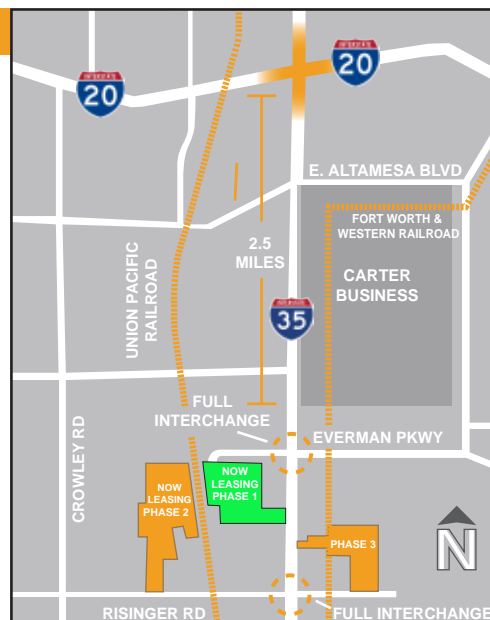 20
20
E. ALTAMESA BLVD
FORT WORTH &
WESTERN RAILROAD
2.5
MILES
UNION PACIFIC
RAILROAD
CARTER
BUSINESS
35
FULL
INTERCHANGE
EVERMAN PKWY
CROWLEY RD
NOW
LEASING
PHASE 1
NOW
LEASING
PHASE 2
PHASE 3
N
RISINGER RD
FULL INTERCHANGE